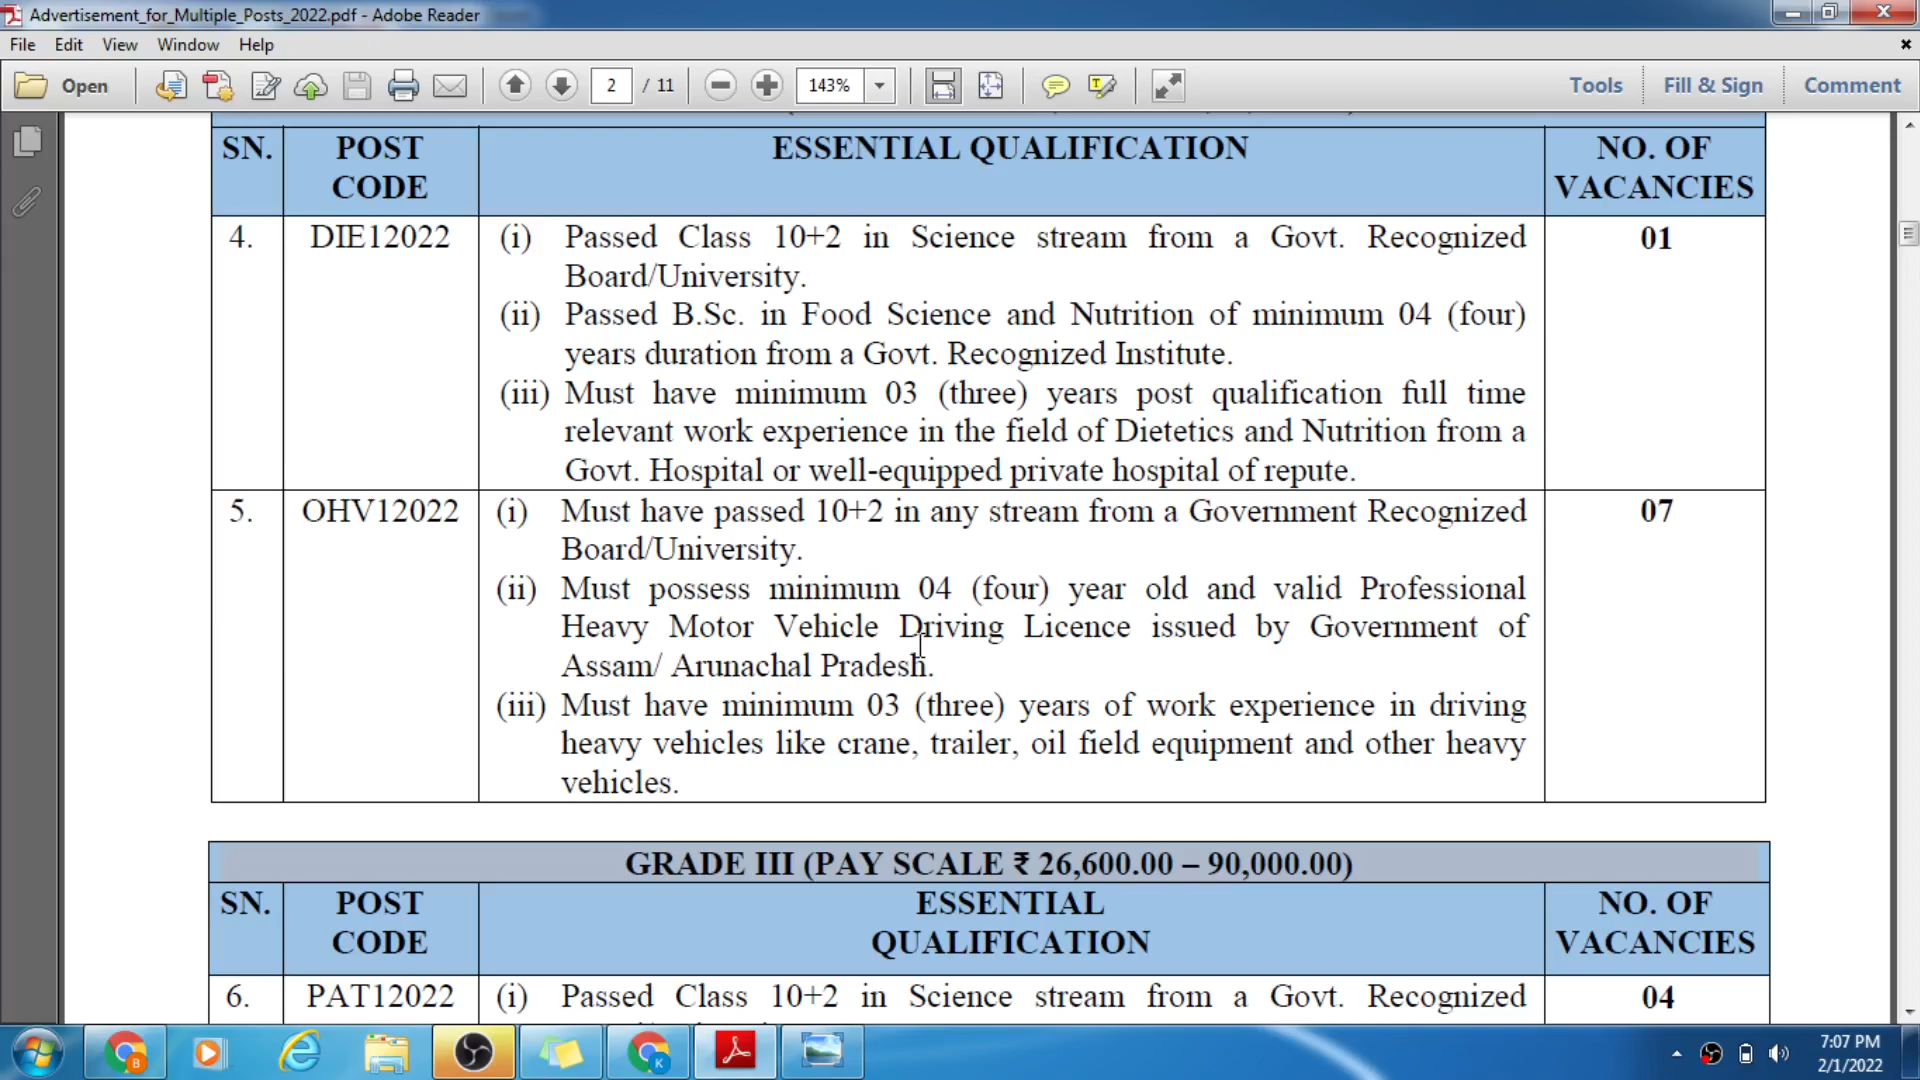 Advertisement_for_Multiple_Posts_2022.pdf - Adobe Reader
File Edit View Window Help
Open 2 / 11 143% Tools Fill & Sign Comment
SN. POST CODE ESSENTIAL QUALIFICATION NO. OF VACANCIES
4. DIE12022 (i) Passed Class 10+2 in Science stream from a Govt. Recognized 01
Board/University.
(ii) Passed B.Sc. in Food Science and Nutrition of minimum 04 (four)
years duration from a Govt. Recognized Institute.
(iii) Must have minimum 03 (three) years post qualification full time
relevant work experience in the field of Dietetics and Nutrition from a
Govt. Hospital or well-equipped private hospital of repute.
5. OHV12022 (i) Must have passed 10+2 in any stream from a Government Recognized 07
Board/University.
(ii) Must possess minimum 04 (four) year old and valid Professional
Heavy Motor Vehicle Driving Licence issued by Government of
Assam/ Arunachal Pradesh.
(iii) Must have minimum 03 (three) years of work experience in driving
heavy vehicles like crane, trailer, oil field equipment and other heavy
vehicles.
GRADE III (PAY SCALE ₹ 26,600.00 – 90,000.00)
SN. POST CODE ESSENTIAL QUALIFICATION NO. OF VACANCIES
6. PAT12022 (i) Passed Class 10+2 in Science stream from a Govt. Recognized 04
7:07 PM
2/1/2022